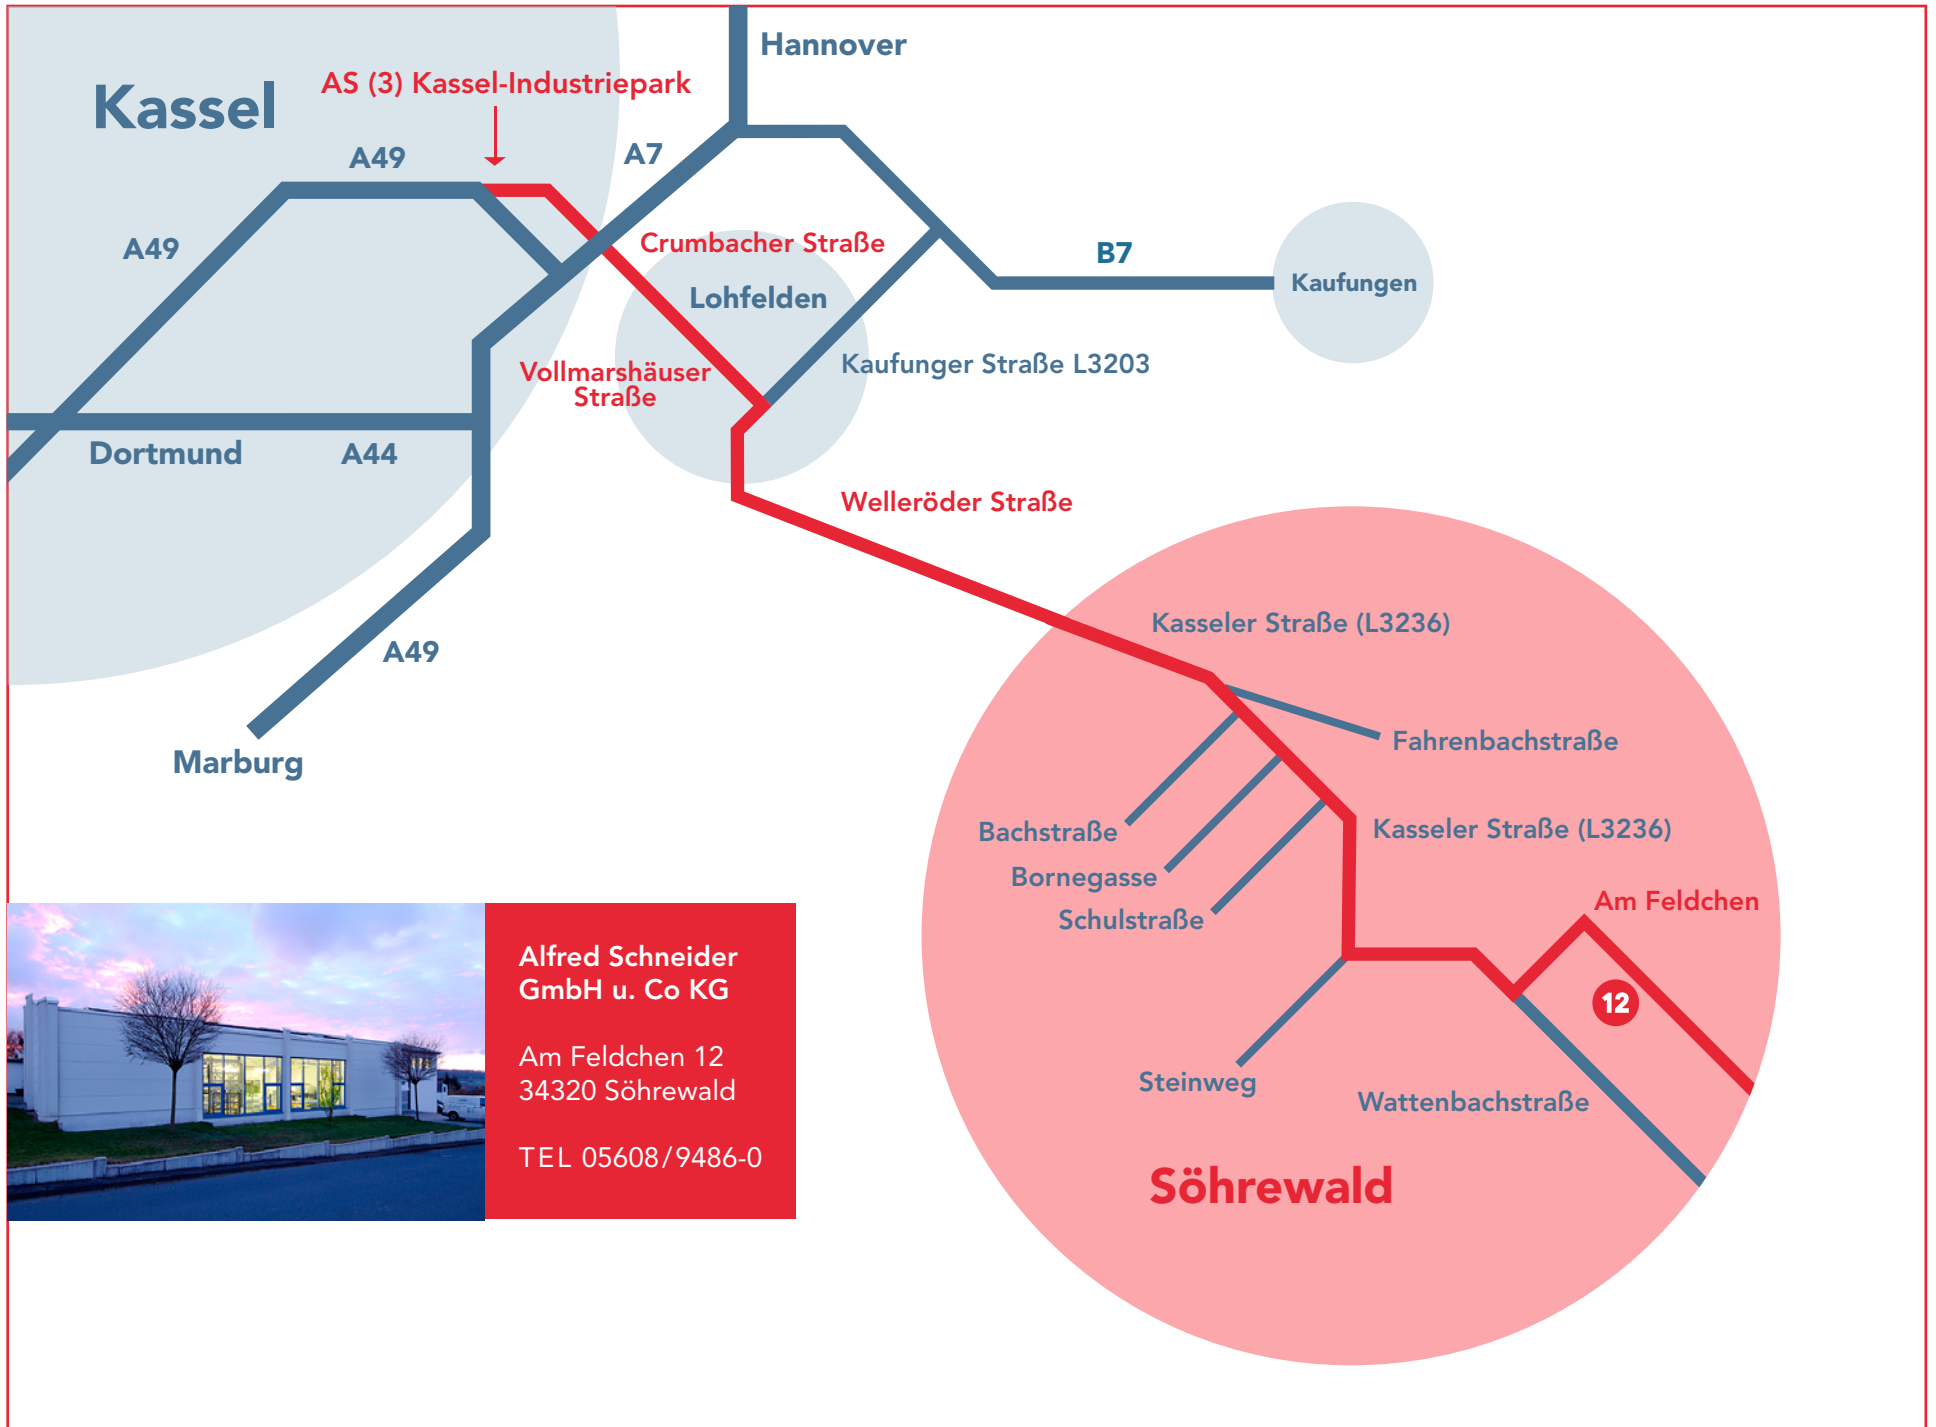 Hannover
Kassel
AS (3) Kassel-Industriepark
A49
A7
A49
Crumbacher Straße
B7
Lohfelden
Kaufungen
Vollmarshäuser
Straße
Kaufunger Straße L3203
Dortmund
A44
Welleröder Straße
Kasseler Straße (L3236)
A49
Marburg
Fahrenbachstraße
Bachstraße
Kasseler Straße (L3236)
Bornegasse
Schulstraße
Am Feldchen
12
Steinweg
Wattenbachstraße
Söhrewald
Alfred Schneider
GmbH u. Co KG
Am Feldchen 12
34320 Söhrewald
TEL 05608/9486-0